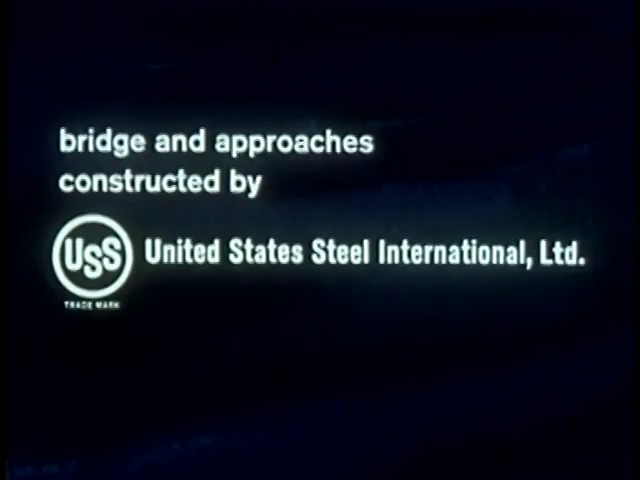 bridge and approaches
constructed by
USS United States Steel International, Ltd.
TRADE MARK